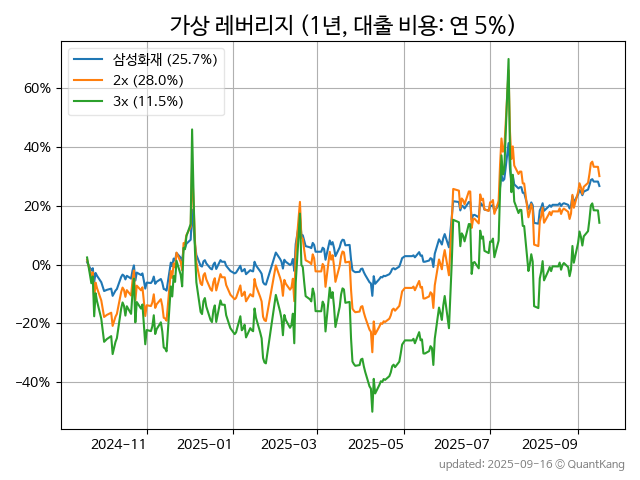 가상 레버리지 (1년, 대출 비용: 연 5%)
삼성화재 (25.7%)
2x (28.0%)
3x (11.5%)
60%
40%
20%
0%
−20%
−40%
2024-11 2025-01 2025-03 2025-05 2025-07 2025-09
updated: 2025-09-16 © QuantKang